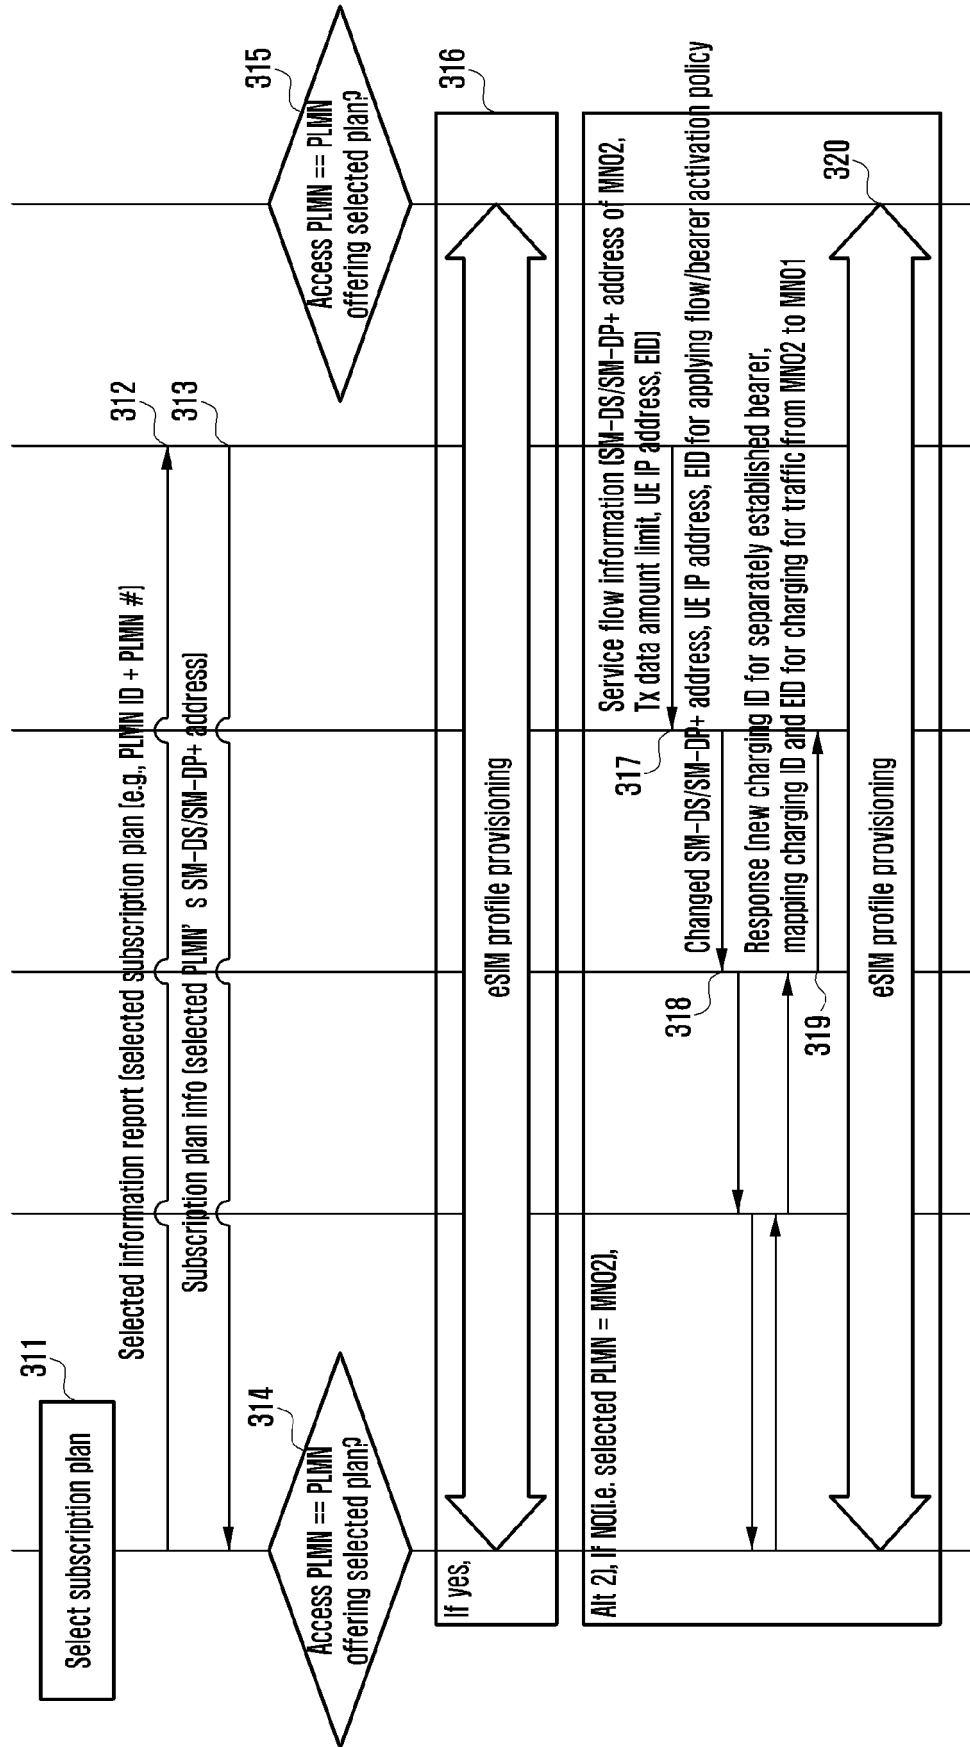 311
Select subscription plan
Selected information report (selected subscription plan (e.g., PLMN ID + PLMN #)
312
Subscription plan info (selected PLMN' s SM-DS/SM-DP+ address)
313
314
Access PLMN == PLMN
offering selected plan?
315
Access PLMN == PLMN
offering selected plan?
If yes,
316
eSIM profile provisioning
Alt 2), If NO(i.e. selected PLMN = MNO2),
Service flow information (SM-DS/SM-DP+ address of MNO2,
Tx data amount limit, UE IP address, EID)
317
Changed SM-DS/SM-DP+ address, UE IP address, EID for applying flow/bearer activation policy
318
Response (new charging ID for separately established bearer,
mapping charging ID and EID for charging for traffic from MNO2 to MNO1
319
320
eSIM profile provisioning